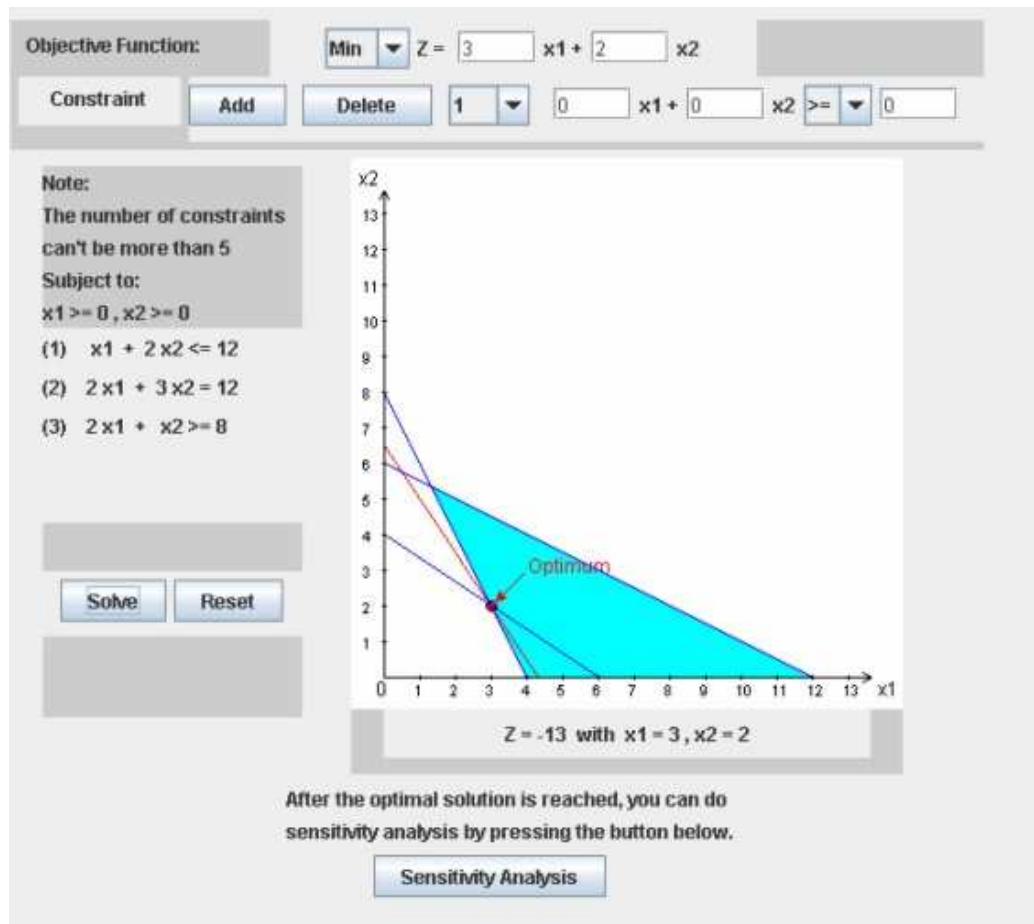 Objective Function: Min Z = 3 x1 + 2 x2
Constraint Add Delete 1 0 x1 + 0 x2 >= 0
Note:
The number of constraints
can't be more than 5
Subject to:
x1 >= 0 , x2 >= 0
(1) x1 + 2 x2 <= 12
(2) 2 x1 + 3 x2 = 12
(3) 2 x1 + x2 >= 8
Solve Reset
x2
13
12
11
10
9
8
7
6
5
4
3
2
1
Optimum
0 1 2 3 4 5 6 7 8 9 10 11 12 13 x1
Z = -13 with x1 = 3 , x2 = 2
After the optimal solution is reached, you can do
sensitivity analysis by pressing the button below.
Sensitivity Analysis